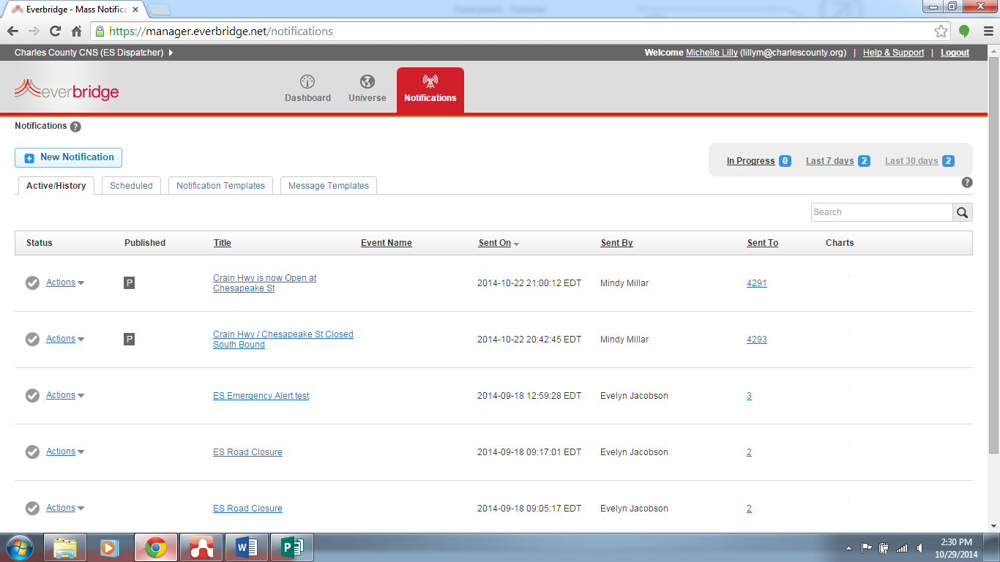 Everbridge - Mass Notifica
https://manager.everbridge.net/notifications
Charles County CNS (ES Dispatcher)
Welcome Michelle Lilly (lillym@charlescounty.org) | Help & Support | Logout
everbridge
Dashboard
Universe
Notifications
Notifications ?
New Notification
In Progress 0 Last 7 days 2 Last 30 days 2
Active/History Scheduled Notification Templates Message Templates
?
Search
Status Published Title Event Name Sent On Sent By Sent To Charts
Actions P Crain Hwy is now Open at
Chesapeake St 2014-10-22 21:00:12 EDT Mindy Millar 4291
Actions P Crain Hwy / Chesapeake St Closed
South Bound 2014-10-22 20:42:45 EDT Mindy Millar 4293
Actions ES Emergency Alert test 2014-09-18 12:59:28 EDT Evelyn Jacobson 3
Actions ES Road Closure 2014-09-18 09:17:01 EDT Evelyn Jacobson 2
Actions ES Road Closure 2014-09-18 09:05:17 EDT Evelyn Jacobson 2
2:30 PM
10/29/2014